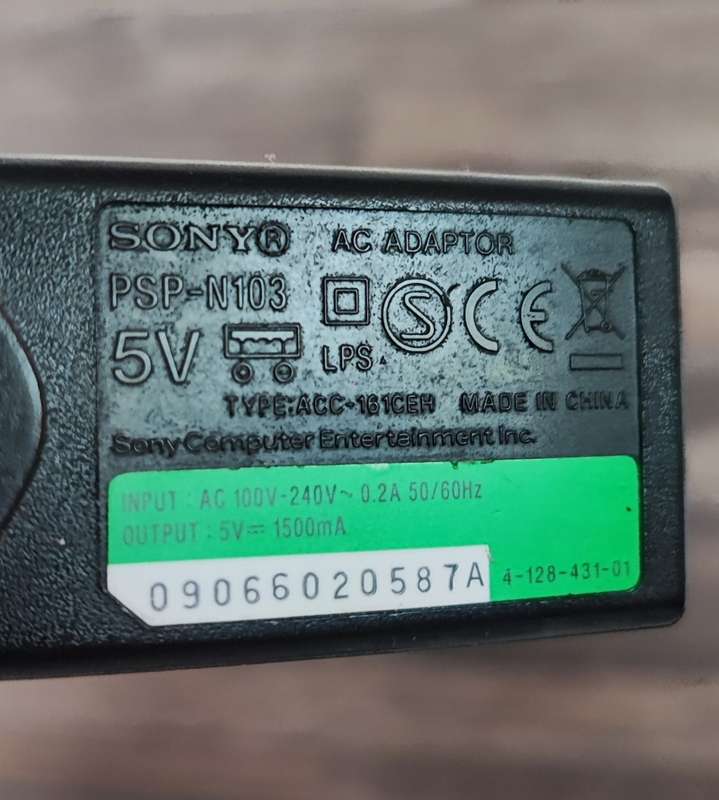 SONY® AC ADAPTOR
PSP-N103
5V LPS
TYPE:ACC-161CEH MADE IN CHINA
Sony Computer Entertainment Inc.
INPUT : AC 100V-240V~ 0.2A 50/60Hz
OUTPUT : 5V⎓ 1500mA
09066020587A 4-128-431-01